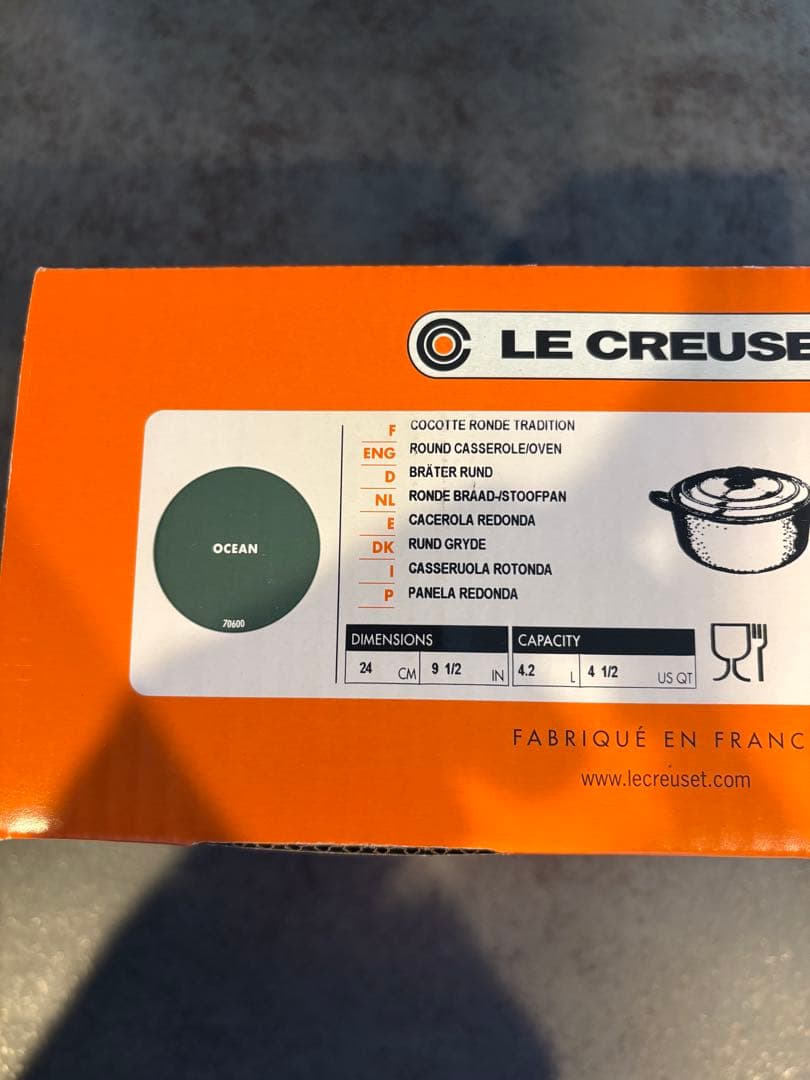 LE CREUSE
F COCOTTE RONDE TRADITION
ENG ROUND CASSEROLE/OVEN
D BRÄTER RUND
NL RONDE BRAAD-/STOOFPAN
E CACEROLA REDONDA
DK RUND GRYDE
I CASSERUOLA ROTONDA
P PANELA REDONDA
OCEAN
70600
DIMENSIONS CAPACITY
24 CM 9 1/2 IN 4.2 L 4 1/2 US QT
FABRIQUÉ EN FRANC
www.lecreuset.com